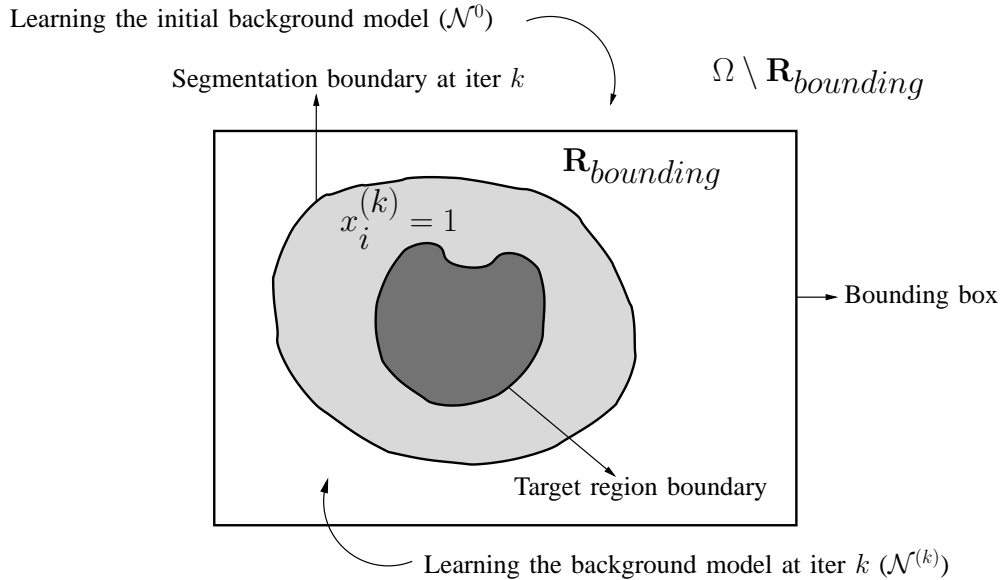 Learning the initial background model (𝒩⁰)
Segmentation boundary at iter k
Ω \ R_bounding
R_bounding
x_i^(k) = 1
Bounding box
Target region boundary
Learning the background model at iter k (𝒩^(k))